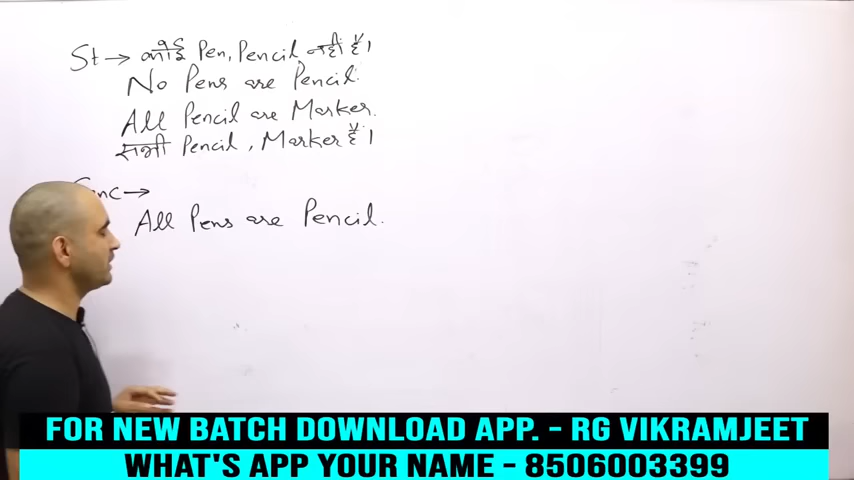 St → कोई Pen, Pencil नहीं है।
No Pens are Pencil.
All Pencil are Marker.
सभी Pencil, Marker है।
nc →
All Pens are Pencil.
FOR NEW BATCH DOWNLOAD APP. - RG VIKRAMJEET
WHAT'S APP YOUR NAME - 8506003399